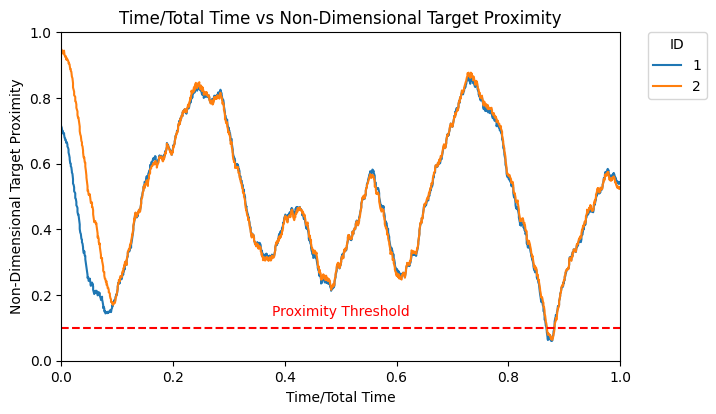 Time/Total Time vs Non-Dimensional Target Proximity
ID
1
2
Non-Dimensional Target Proximity
1.0
0.8
0.6
0.4
0.2
0.0
Proximity Threshold
0.0 0.2 0.4 0.6 0.8 1.0
Time/Total Time